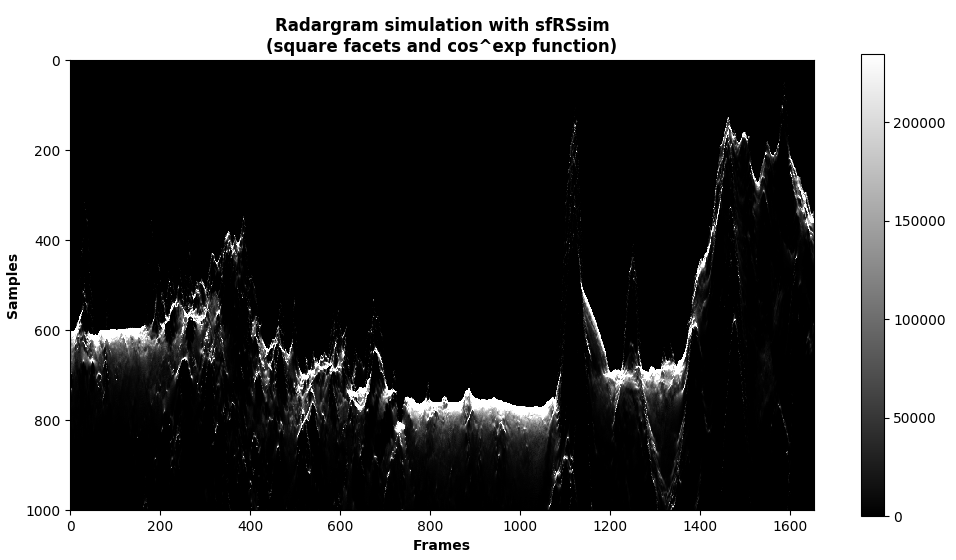 Radargram simulation with sfRSsim
(square facets and cos^exp function)
0
200
400
600
800
1000
Samples
0 200 400 600 800 1000 1200 1400 1600
Frames
200000
150000
100000
50000
0